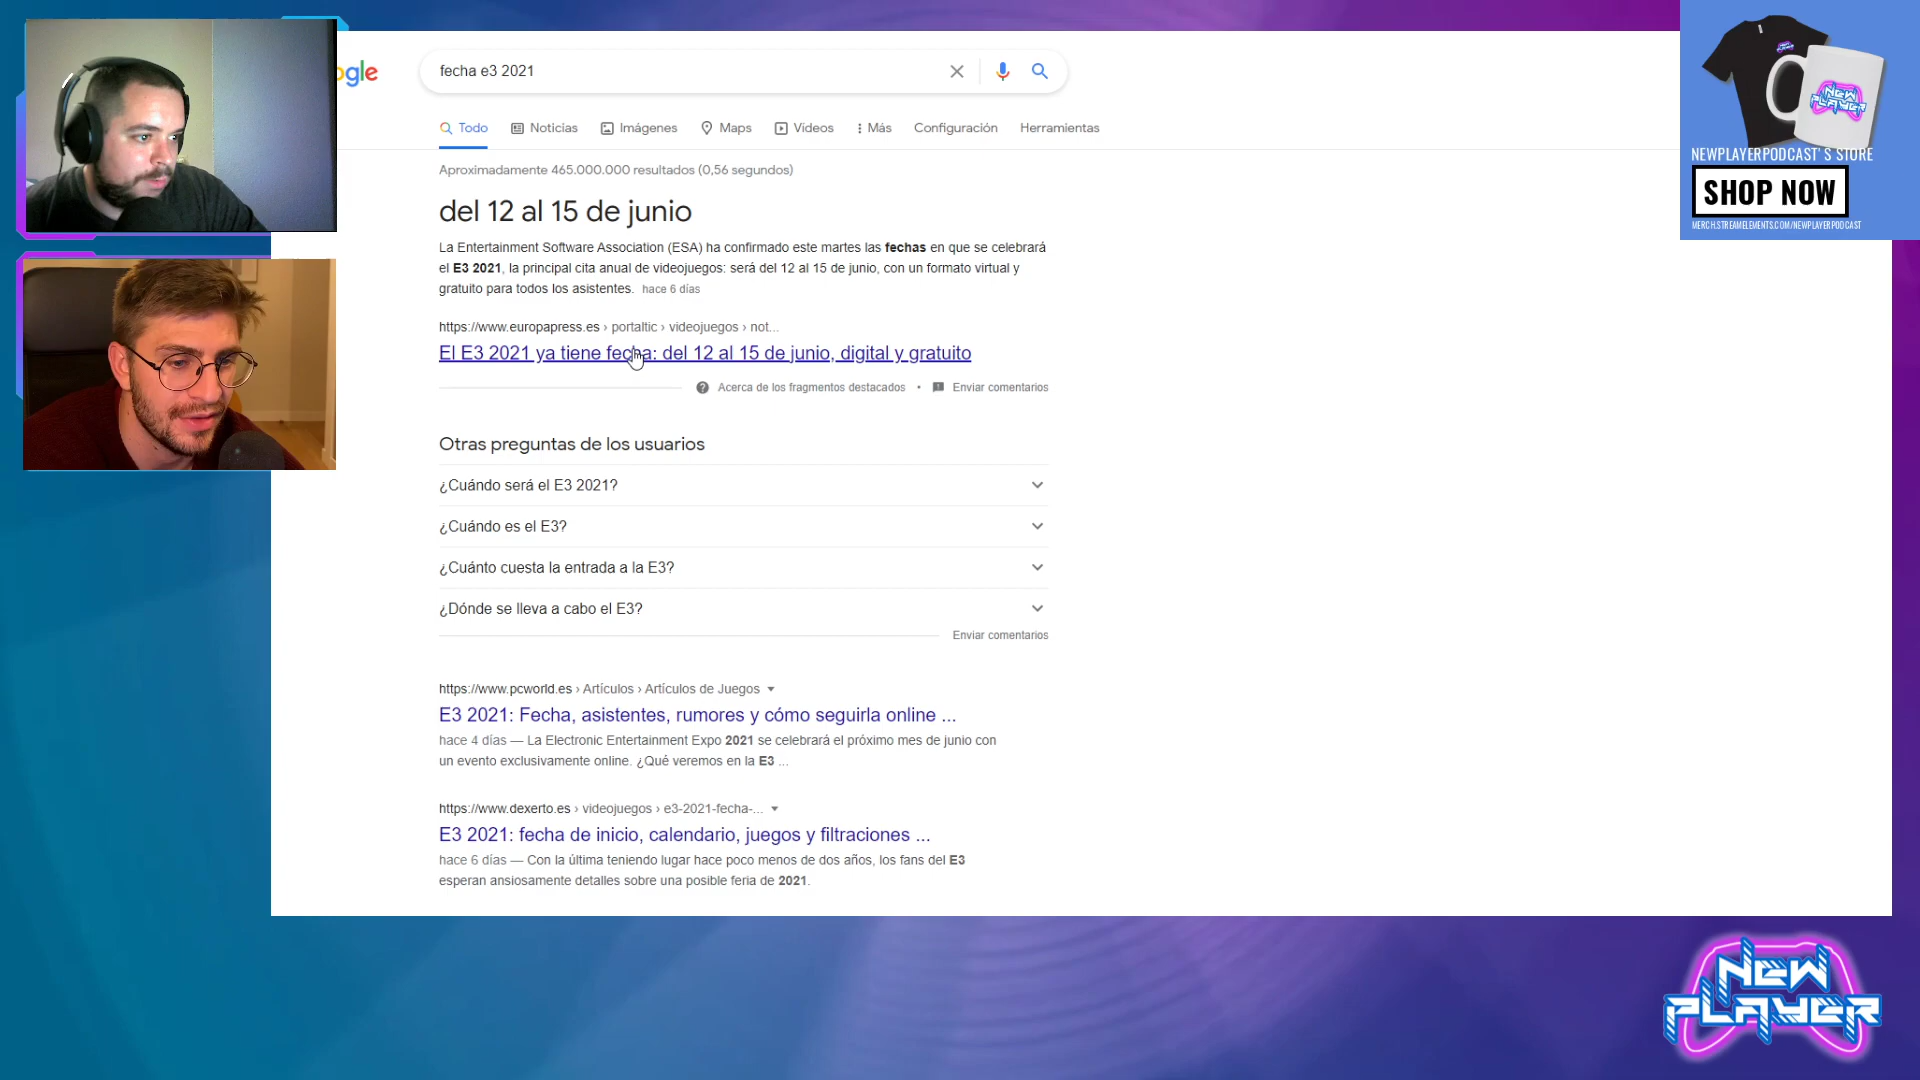 ogle
fecha e3 2021
Todo Noticias Imágenes Maps Videos Más Configuración Herramientas
Aproximadamente 465.000.000 resultados (0,56 segundos)
del 12 al 15 de junio
La Entertainment Software Association (ESA) ha confirmado este martes las fechas en que se celebrará
el E3 2021, la principal cita anual de videojuegos: será del 12 al 15 de junio, con un formato virtual y
gratuito para todos los asistentes. hace 6 días
https://www.europapress.es › portaltic › videojuegos › not...
El E3 2021 ya tiene fecha: del 12 al 15 de junio, digital y gratuito
Acerca de los fragmentos destacados • Enviar comentarios
Otras preguntas de los usuarios
¿Cuándo será el E3 2021?
¿Cuándo es el E3?
¿Cuánto cuesta la entrada a la E3?
¿Dónde se lleva a cabo el E3?
Enviar comentarios
https://www.pcworld.es › Artículos › Artículos de Juegos
E3 2021: Fecha, asistentes, rumores y cómo seguirla online ...
hace 4 días — La Electronic Entertainment Expo 2021 se celebrará el próximo mes de junio con
un evento exclusivamente online. ¿Qué veremos en la E3 ...
https://www.dexerto.es › videojuegos › e3-2021-fecha-...
E3 2021: fecha de inicio, calendario, juegos y filtraciones ...
hace 6 días — Con la última teniendo lugar hace poco menos de dos años, los fans del E3
esperan ansiosamente detalles sobre una posible feria de 2021.
NEW
PLAYER
NEWPLAYERPODCAST'S STORE
SHOP NOW
MERCH.STREAMELEMENTS.COM/NEWPLAYERPODCAST
NEW
PLAYER